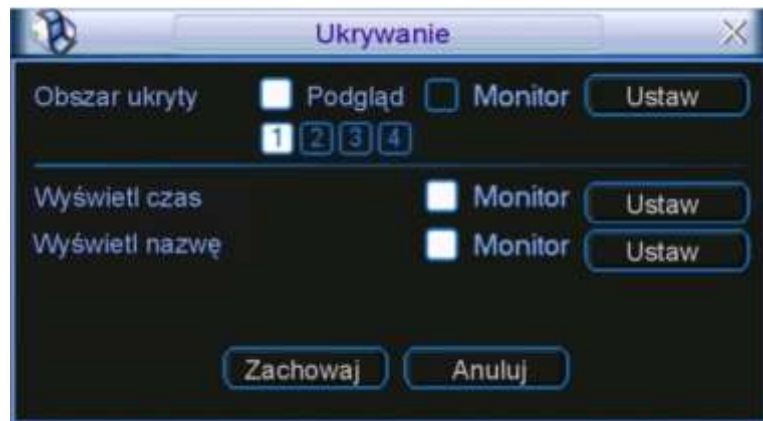 Ukrywanie
Obszar ukryty Podgląd Monitor Ustaw
1 2 3 4
Wyświetl czas Monitor Ustaw
Wyświetl nazwę Monitor Ustaw
Zachowaj Anuluj